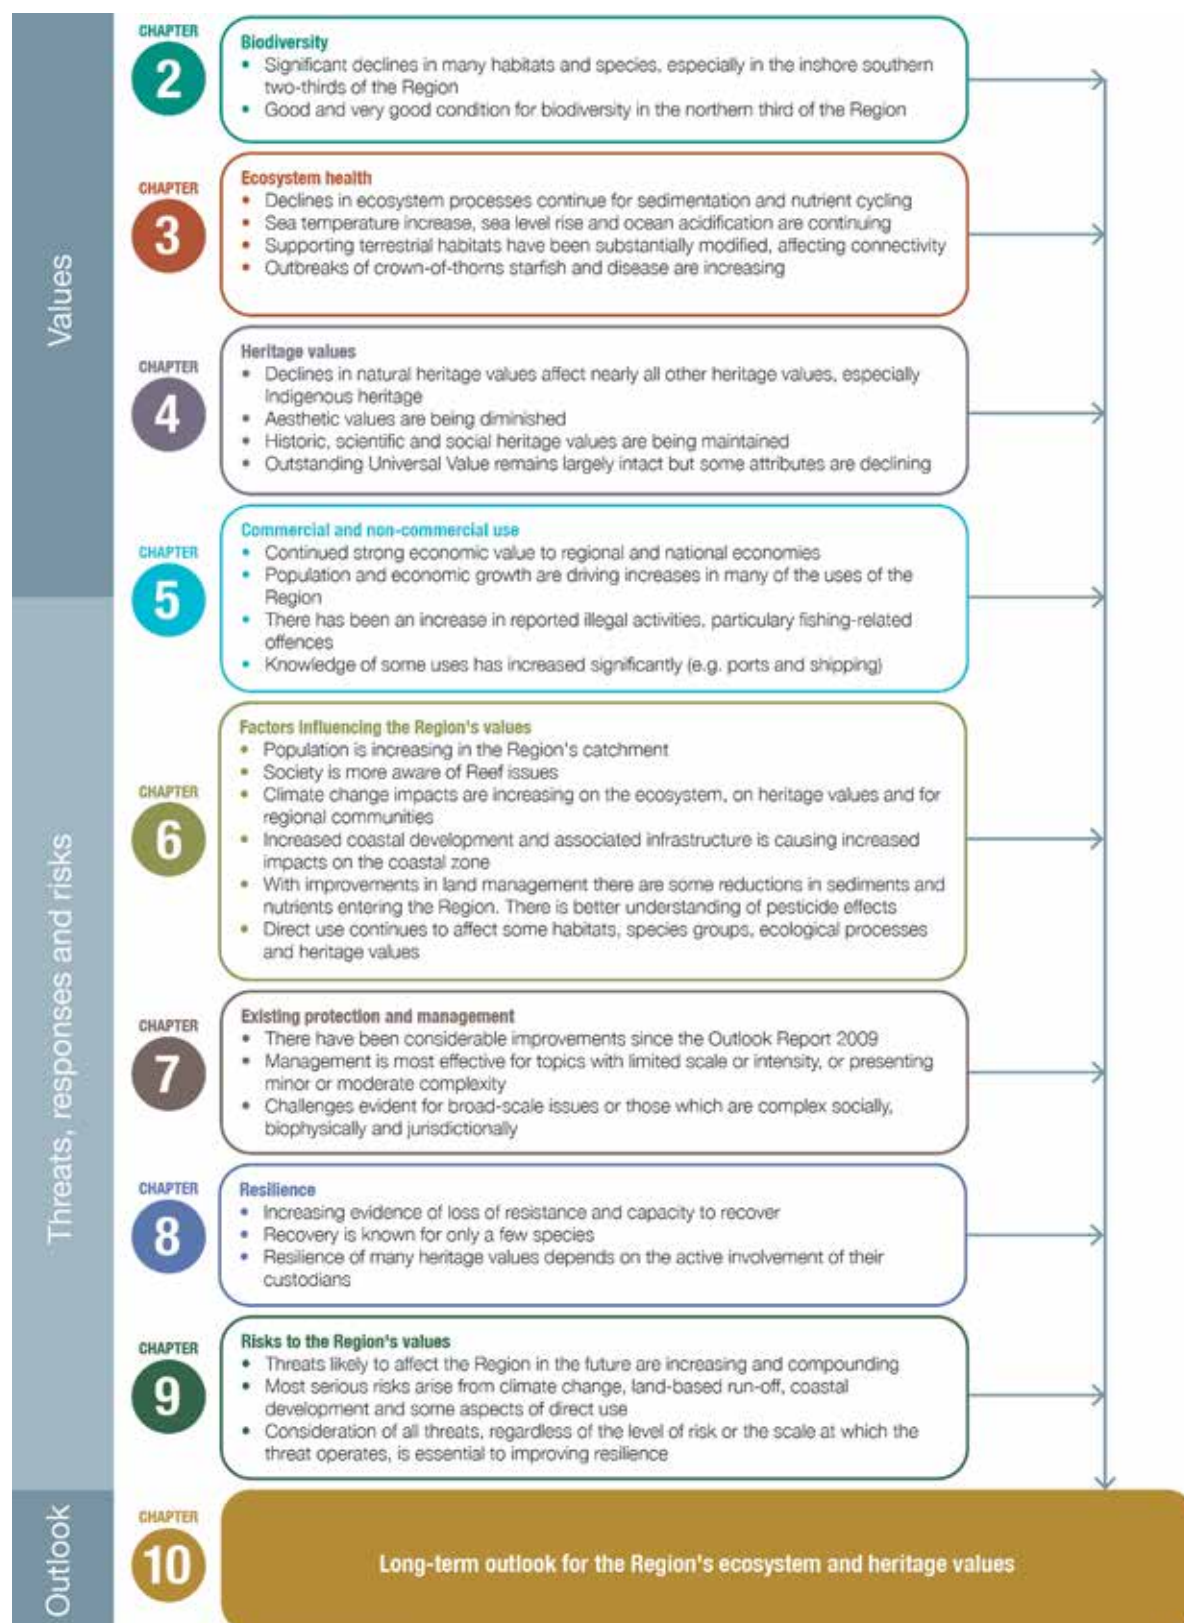 Values
CHAPTER
2
Biodiversity
• Significant declines in many habitats and species, especially in the inshore southern
two-thirds of the Region
• Good and very good condition for biodiversity in the northern third of the Region
CHAPTER
3
Ecosystem health
• Declines in ecosystem processes continue for sedimentation and nutrient cycling
• Sea temperature increase, sea level rise and ocean acidification are continuing
• Supporting terrestrial habitats have been substantially modified, affecting connectivity
• Outbreaks of crown-of-thorns starfish and disease are increasing
CHAPTER
4
Heritage values
• Declines in natural heritage values affect nearly all other heritage values, especially
Indigenous heritage
• Aesthetic values are being diminished
• Historic, scientific and social heritage values are being maintained
• Outstanding Universal Value remains largely intact but some attributes are declining
CHAPTER
5
Commercial and non-commercial use
• Continued strong economic value to regional and national economies
• Population and economic growth are driving increases in many of the uses of the
Region
• There has been an increase in reported illegal activities, particulary fishing-related
offences
• Knowledge of some uses has increased significantly (e.g. ports and shipping)
Threats, responses and risks
CHAPTER
6
Factors influencing the Region's values
• Population is increasing in the Region's catchment
• Society is more aware of Reef issues
• Climate change impacts are increasing on the ecosystem, on heritage values and for
regional communities
• Increased coastal development and associated infrastructure is causing increased
impacts on the coastal zone
• With improvements in land management there are some reductions in sediments and
nutrients entering the Region. There is better understanding of pesticide effects
• Direct use continues to affect some habitats, species groups, ecological processes
and heritage values
CHAPTER
7
Existing protection and management
• There have been considerable improvements since the Outlook Report 2009
• Management is most effective for topics with limited scale or intensity, or presenting
minor or moderate complexity
• Challenges evident for broad-scale issues or those which are complex socially,
biophysically and jurisdictionally
CHAPTER
8
Resilience
• Increasing evidence of loss of resistance and capacity to recover
• Recovery is known for only a few species
• Resilience of many heritage values depends on the active involvement of their
custodians
CHAPTER
9
Risks to the Region's values
• Threats likely to affect the Region in the future are increasing and compounding
• Most serious risks arise from climate change, land-based run-off, coastal
development and some aspects of direct use
• Consideration of all threats, regardless of the level of risk or the scale at which the
threat operates, is essential to improving resilience
Outlook
CHAPTER
10
Long-term outlook for the Region's ecosystem and heritage values